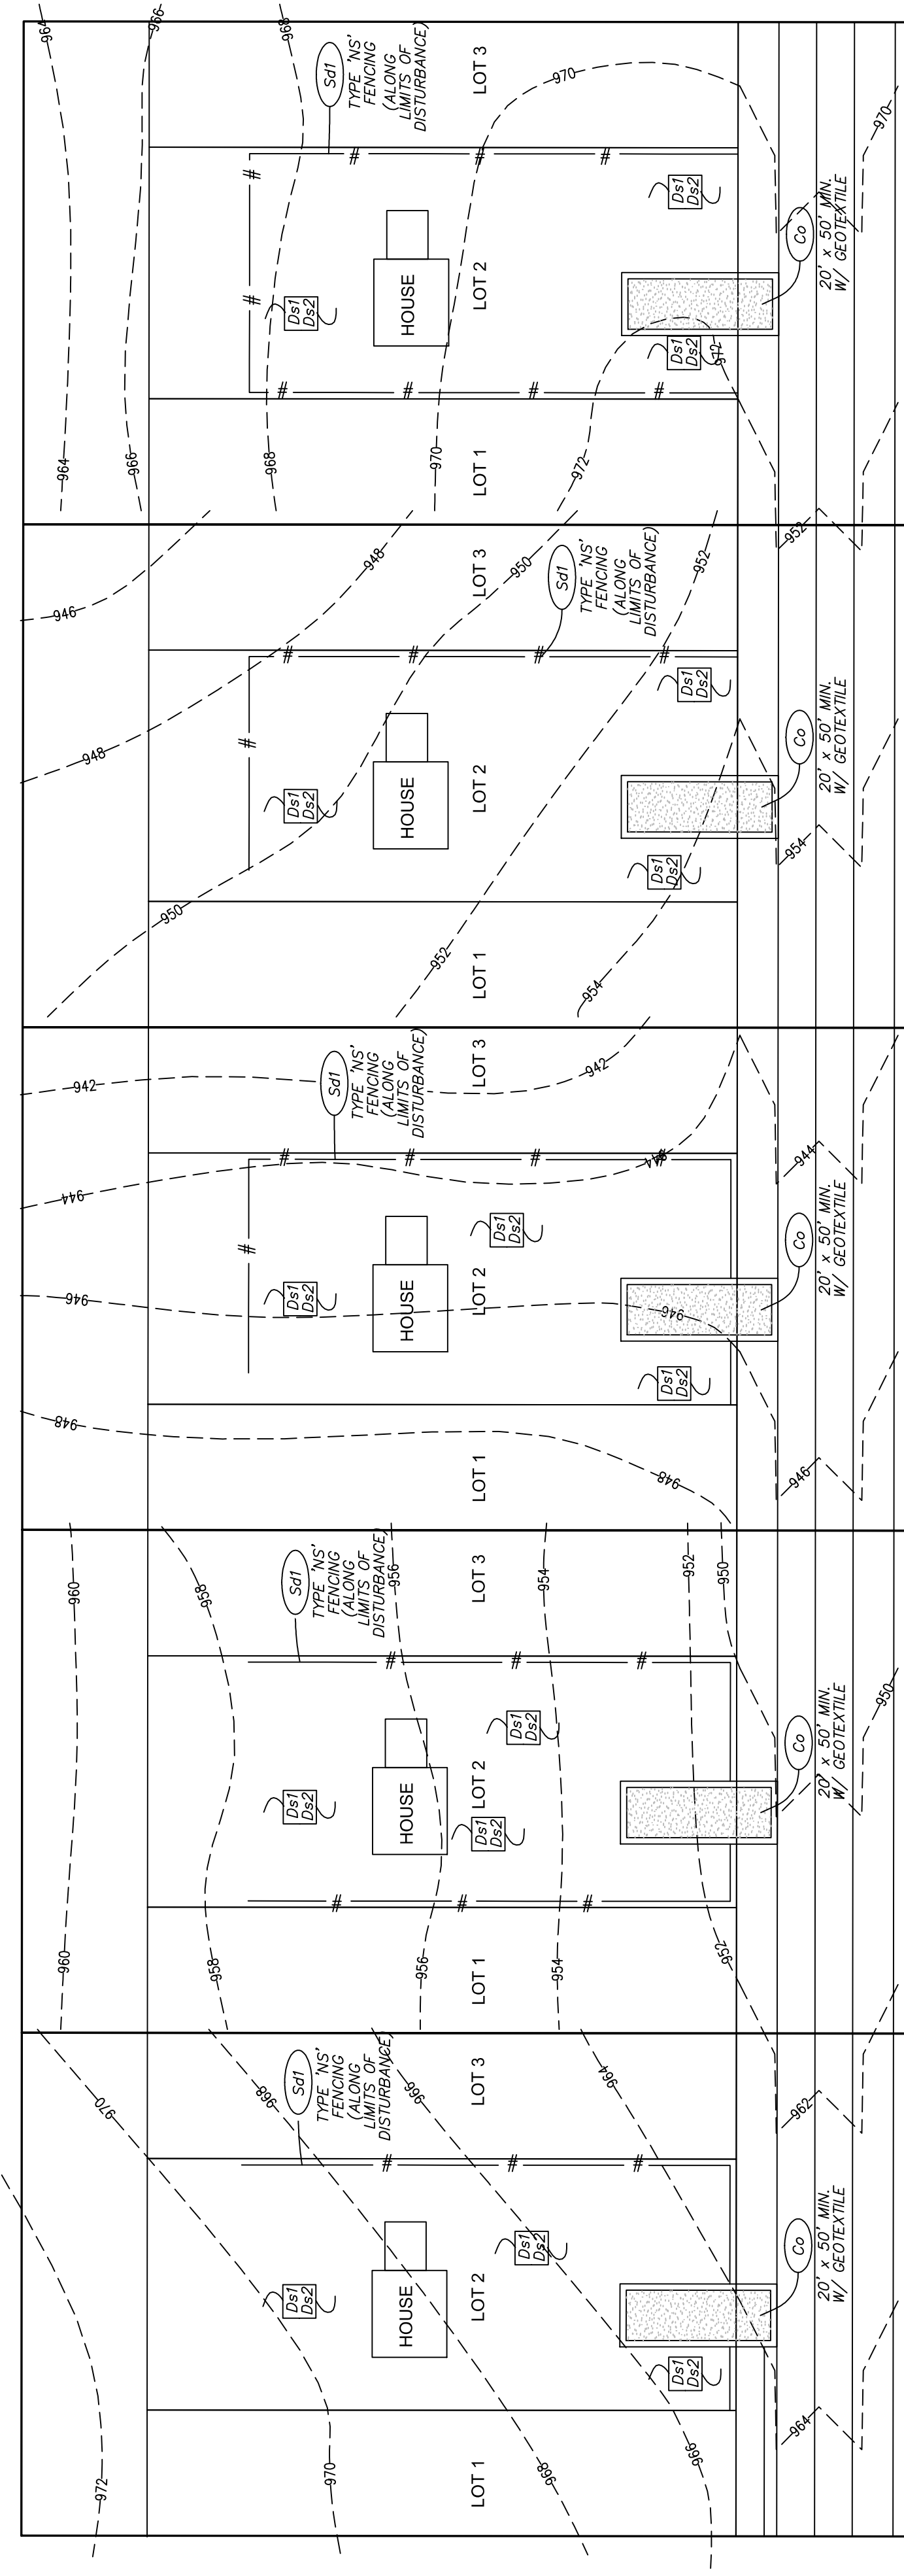 964
966
968
Sd1
TYPE 'NS'
FENCING
(ALONG
LIMITS OF
DISTURBANCE)
LOT 3
970
970
Ds1
Ds2
Co
20' x 50' MIN.
W/ GEOTEXTILE
HOUSE
LOT 2
Ds1
Ds2
Ds1
Ds2
972
964
966
968
970
LOT 1
972
952
946
948
LOT 3
950
Sd1
TYPE 'NS'
FENCING
(ALONG
LIMITS OF
DISTURBANCE)
952
948
Ds1
Ds2
Co
20' x 50' MIN.
W/ GEOTEXTILE
HOUSE
LOT 2
Ds1
Ds2
954
Ds1
Ds2
950
952
LOT 1
954
942
Sd1
TYPE 'NS'
FENCING
(ALONG
LIMITS OF
DISTURBANCE)
LOT 3
942
944
944
944
Ds1
Ds2
Co
20' x 50' MIN.
W/ GEOTEXTILE
946
Ds1
Ds2
HOUSE
LOT 2
946
Ds1
Ds2
948
LOT 1
948
946
960
958
Sd1
TYPE 'NS'
FENCING
(ALONG
LIMITS OF
DISTURBANCE)
956
LOT 3
954
952
950
950
Ds1
Ds2
Co
20' x 50' MIN.
W/ GEOTEXTILE
Ds1
Ds2
HOUSE
LOT 2
Ds1
Ds2
960
958
956
LOT 1
954
952
970
968
Sd1
TYPE 'NS'
FENCING
(ALONG
LIMITS OF
DISTURBANCE)
966
LOT 3
964
962
Ds1
Ds2
Co
20' x 50' MIN.
W/ GEOTEXTILE
Ds1
Ds2
HOUSE
LOT 2
Ds1
Ds2
972
970
LOT 1
968
966
964